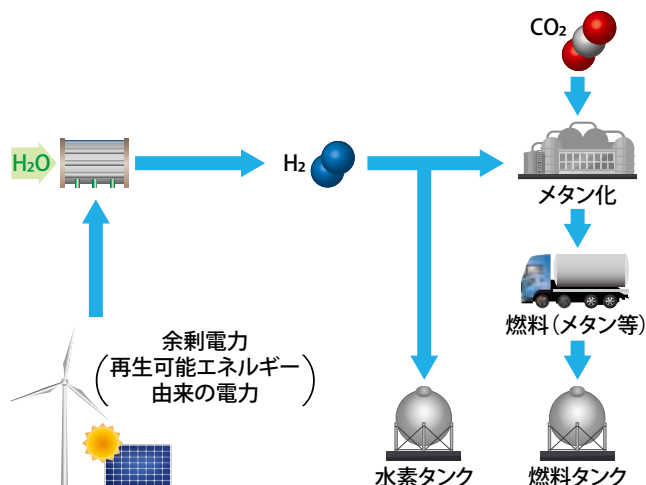 CO₂
H₂O
H₂
メタン化
燃料(メタン等)
余剰電力
(再生可能エネルギー
由来の電力)
水素タンク
燃料タンク